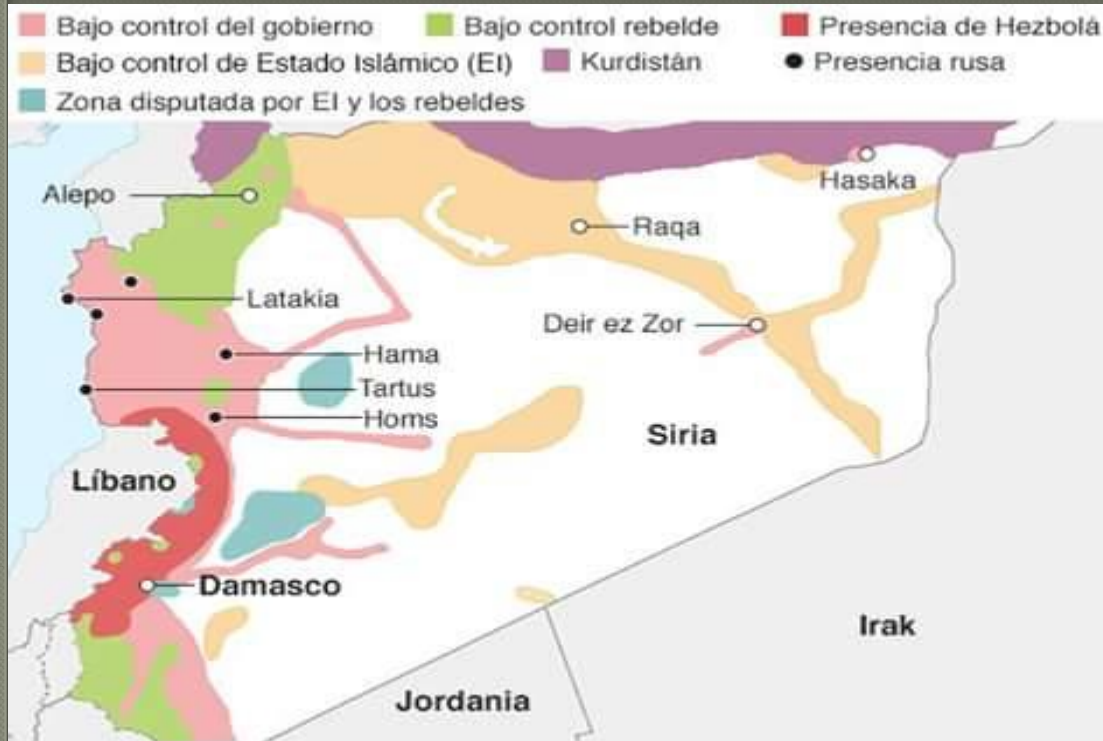 Bajo control del gobierno
Bajo control rebelde
Presencia de Hezbolá
Bajo control de Estado Islámico (EI)
Kurdistán
Presencia rusa
Zona disputada por EI y los rebeldes
Alepo
Hasaka
Raqa
Latakia
Deir ez Zor
Hama
Tartus
Homs
Siria
Líbano
Damasco
Irak
Jordania